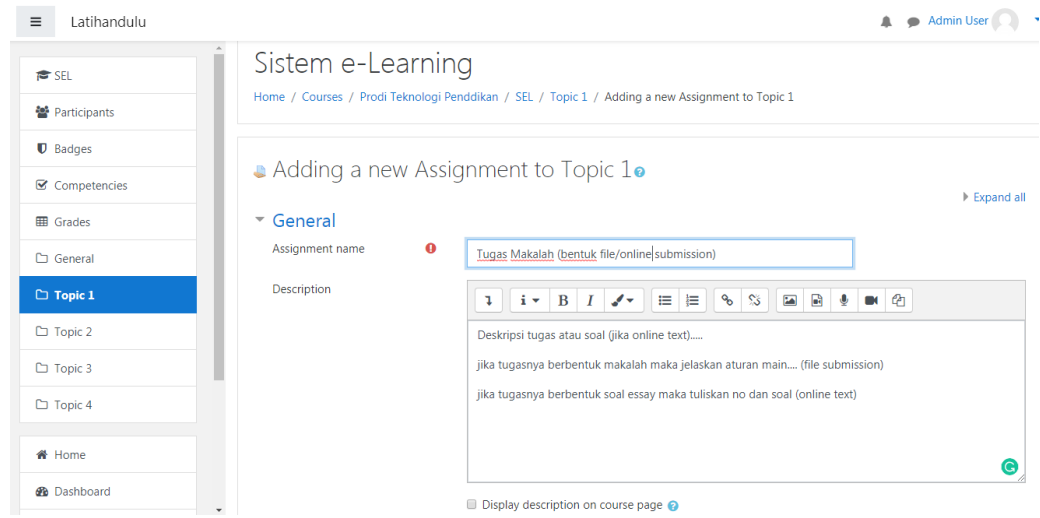 Latihandulu
Admin User
SEL
Participants
Badges
Competencies
Grades
General
Topic 1
Topic 2
Topic 3
Topic 4
Home
Dashboard
Sistem e-Learning
Home / Courses / Prodi Teknologi Penddikan / SEL / Topic 1 / Adding a new Assignment to Topic 1
Adding a new Assignment to Topic 1
Expand all
General
Assignment name
Tugas Makalah (bentuk file/online submission)
Description
Deskripsi tugas atau soal (jika online text).....
jika tugasnya berbentuk makalah maka jelaskan aturan main.... (file submission)
jika tugasnya berbentuk soal essay maka tuliskan no dan soal (online text)
Display description on course page